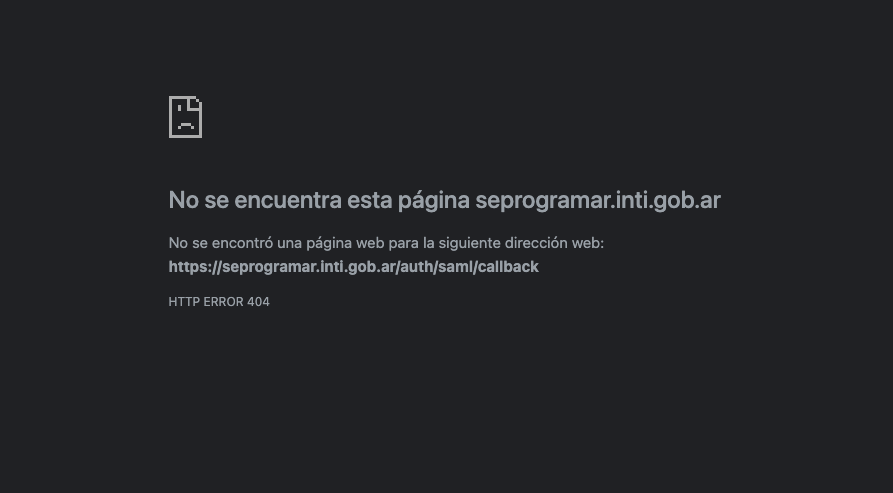 No se encuentra esta página seprogramar.inti.gob.ar
No se encontró una página web para la siguiente dirección web:
https://seprogramar.inti.gob.ar/auth/saml/callback
HTTP ERROR 404